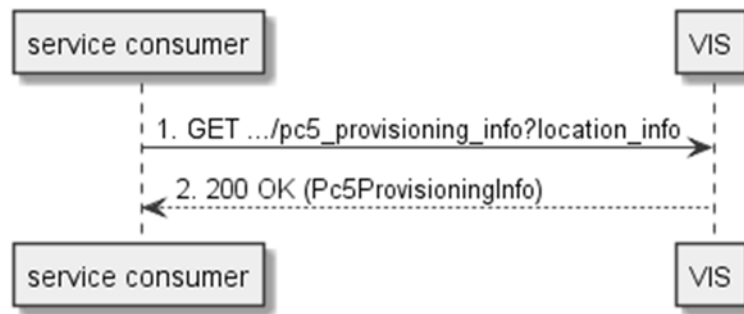 service consumer
VIS
1. GET .../pc5_provisioning_info?location_info
2. 200 OK (Pc5ProvisioningInfo)
service consumer
VIS